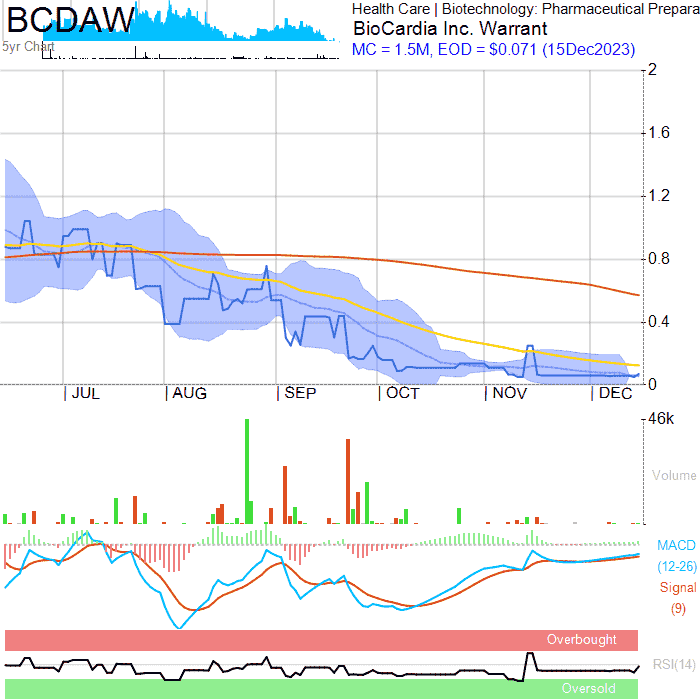 BCDAW
5yr Chart
Health Care | Biotechnology: Pharmaceutical Prepara
BioCardia Inc. Warrant
MC = 1.5M, EOD = $0.071 (15Dec2023)
2
1.6
1.2
0.8
0.4
0
| JUL | AUG | SEP | OCT | NOV | DEC
46k
Volume
MACD
(12-26)
Signal
(9)
Overbought
RSI(14)
Oversold